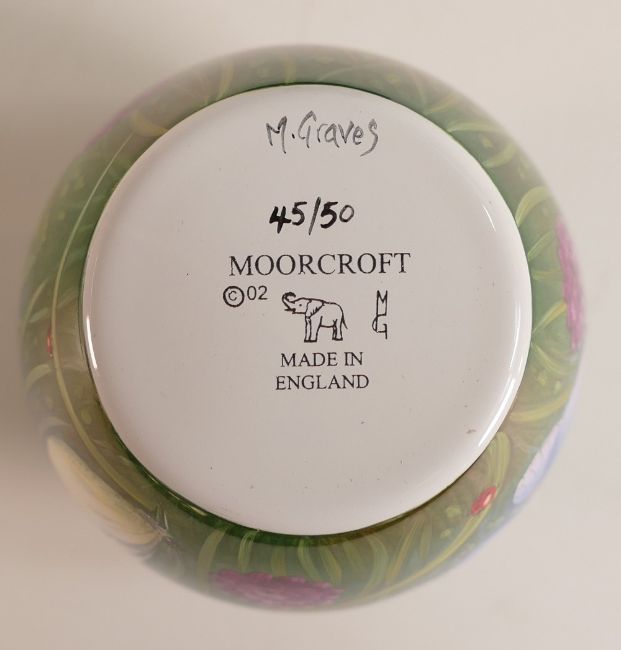 M. Graves
45/50
MOORCROFT
© 02 MG
MADE IN
ENGLAND